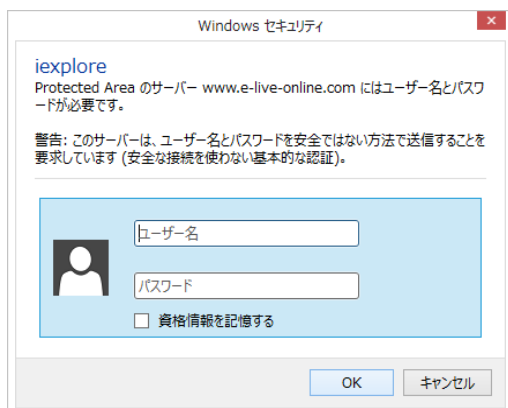 Windows セキュリティ
iexplore
Protected Area のサーバー www.e-live-online.com にはユーザー名とパスワ
ードが必要です。
警告: このサーバーは、ユーザー名とパスワードを安全ではない方法で送信することを
要求しています (安全な接続を使わない基本的な認証)。
ユーザー名
パスワード
資格情報を記憶する
OK
キャンセル